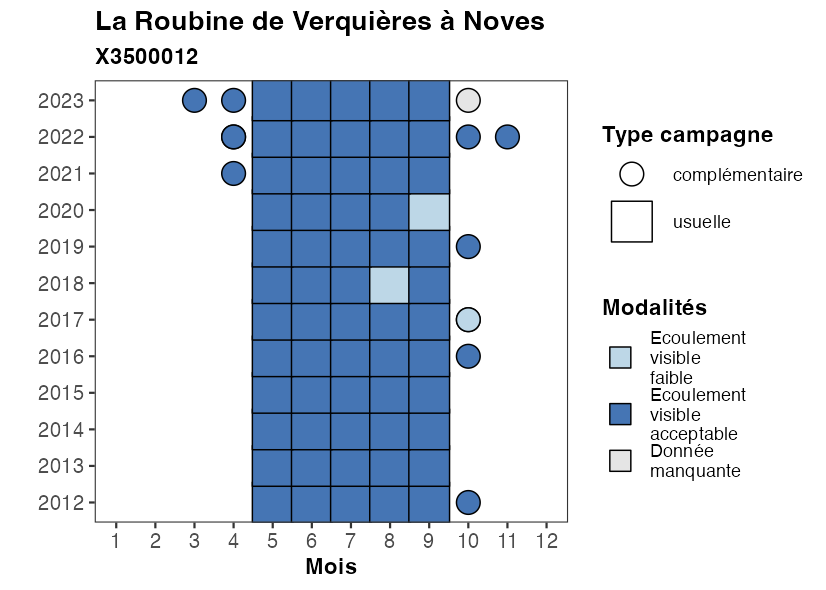 La Roubine de Verquières à Noves
X3500012
2023
2022
2021
2020
2019
2018
2017
2016
2015
2014
2013
2012
1 2 3 4 5 6 7 8 9 10 11 12
Mois
Type campagne
complémentaire
usuelle
Modalités
Ecoulement
visible
faible
Ecoulement
visible
acceptable
Donnée
manquante